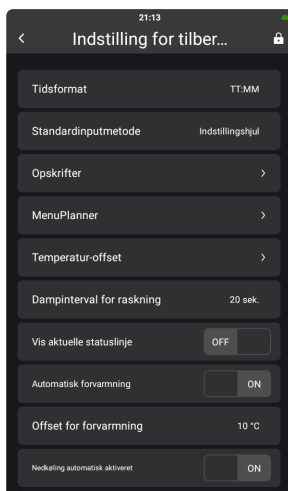 21:13
Indstilling for tilber...
Tidsformat TT:MM
Standardinputmetode Indstillingshjul
Opskrifter
MenuPlanner
Temperatur-offset
Dampinterval for raskning 20 sek.
Vis aktuelle statuslinje OFF
Automatisk forvarmning ON
Offset for forvarmning 10 °C
Nedkøling automatisk aktiveret ON